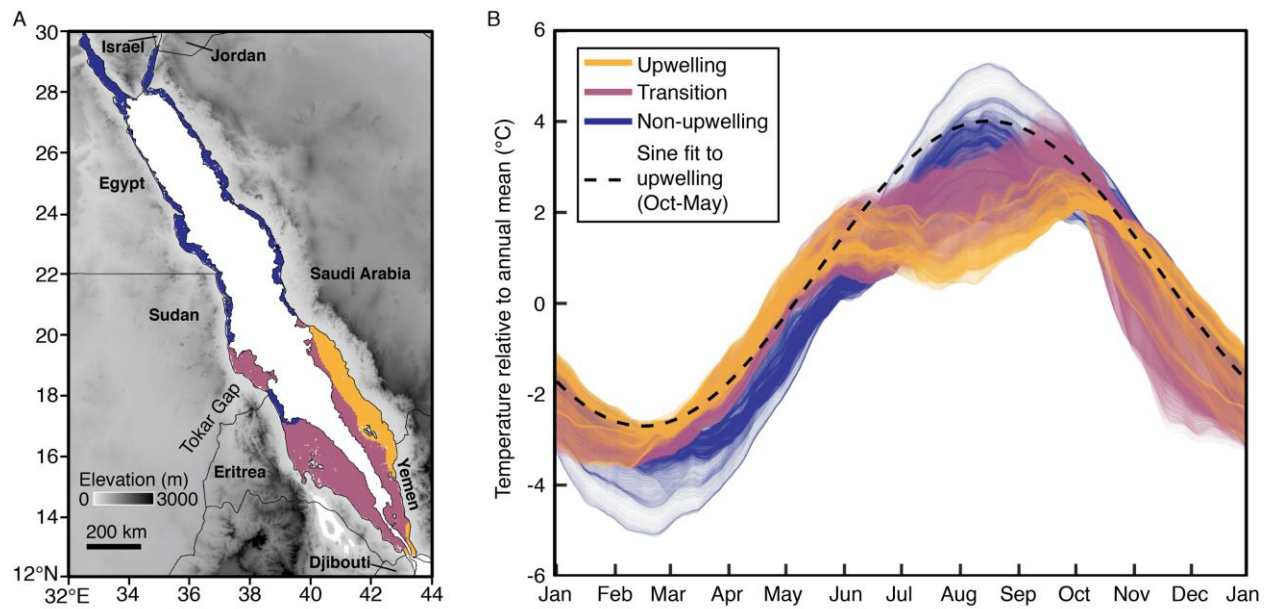 A
30
28
26
24
22
20
18
16
14
12°N
32°E
34
36
38
40
42
44
Israel
Jordan
Egypt
Saudi Arabia
Sudan
Tokar Gap
Eritrea
Yemen
Elevation (m)
0 3000
200 km
Djibouti
B
Temperature relative to annual mean (°C)
6
4
2
0
-2
-4
-6
Upwelling
Transition
Non-upwelling
Sine fit to
upwelling
(Oct-May)
Jan Feb Mar Apr May Jun Jul Aug Sep Oct Nov Dec Jan